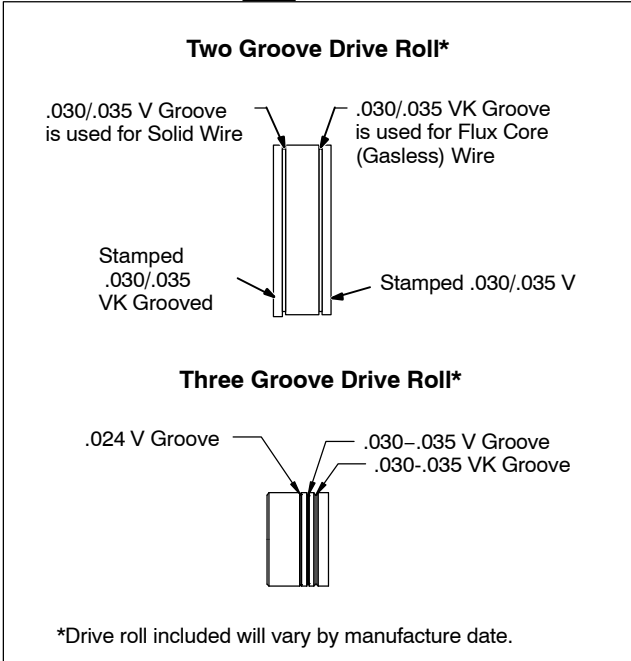 Two Groove Drive Roll*
.030/.035 V Groove
is used for Solid Wire
.030/.035 VK Groove
is used for Flux Core
(Gasless) Wire
Stamped
.030/.035
VK Grooved
Stamped .030/.035 V
Three Groove Drive Roll*
.024 V Groove
.030−.035 V Groove
.030-.035 VK Groove
*Drive roll included will vary by manufacture date.